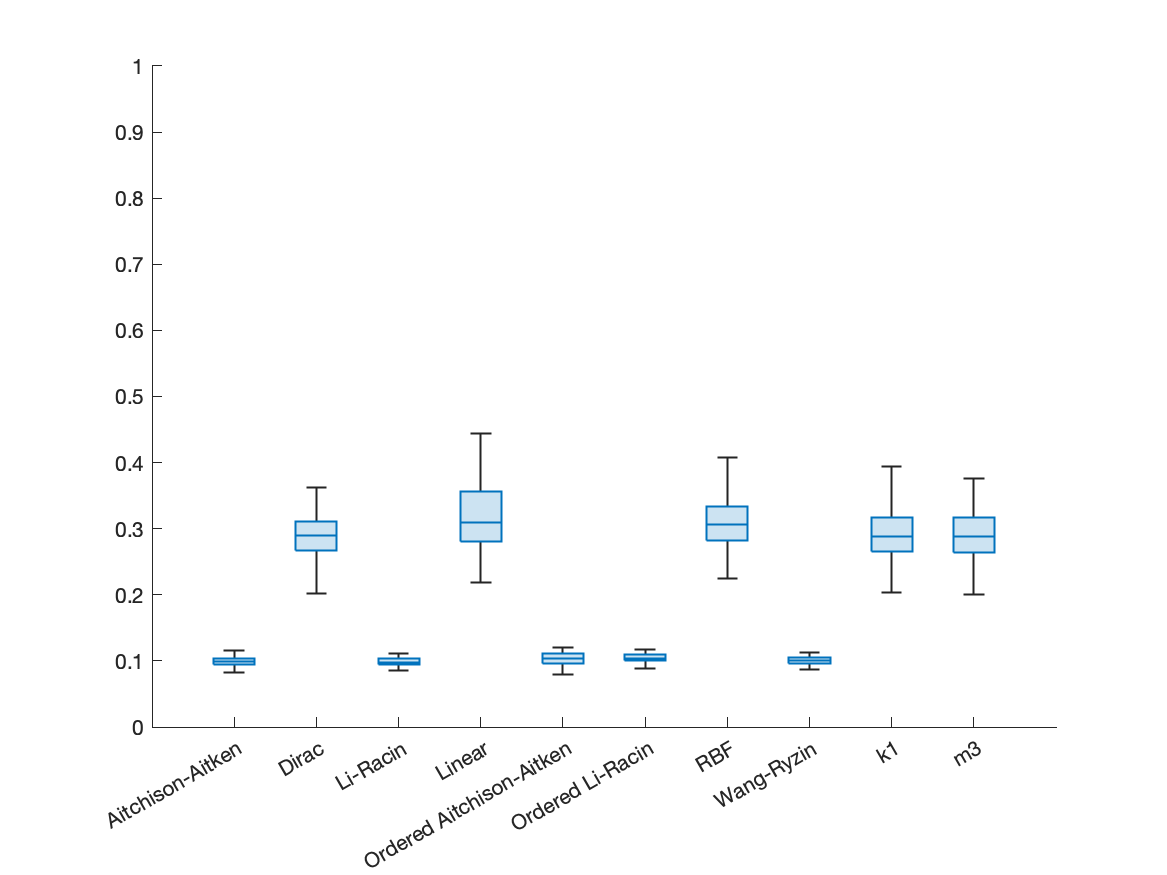 1
0.9
0.8
0.7
0.6
0.5
0.4
0.3
0.2
0.1
0
Aitchison-Aitken
Dirac
Li-Racin
Linear
Ordered Aitchison-Aitken
Ordered Li-Racin
RBF
Wang-Ryzin
k1
m3